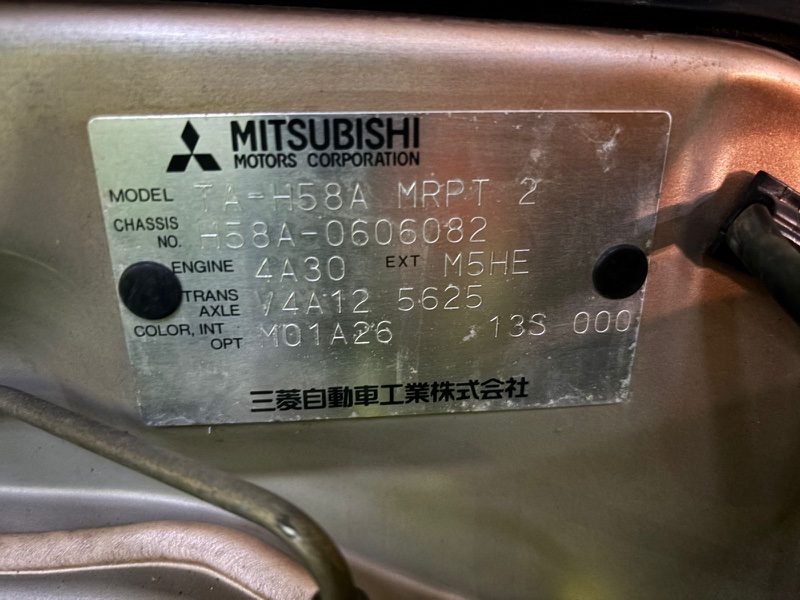 MITSUBISHI
MOTORS CORPORATION
MODEL TA-H58A MRPT 2
CHASSIS NO. H58A-0606082
ENGINE 4A30 EXT M5HE
TRANS AXLE V4A12 5625
COLOR, INT OPT M01A26 13S 000
三菱自動車工業株式会社